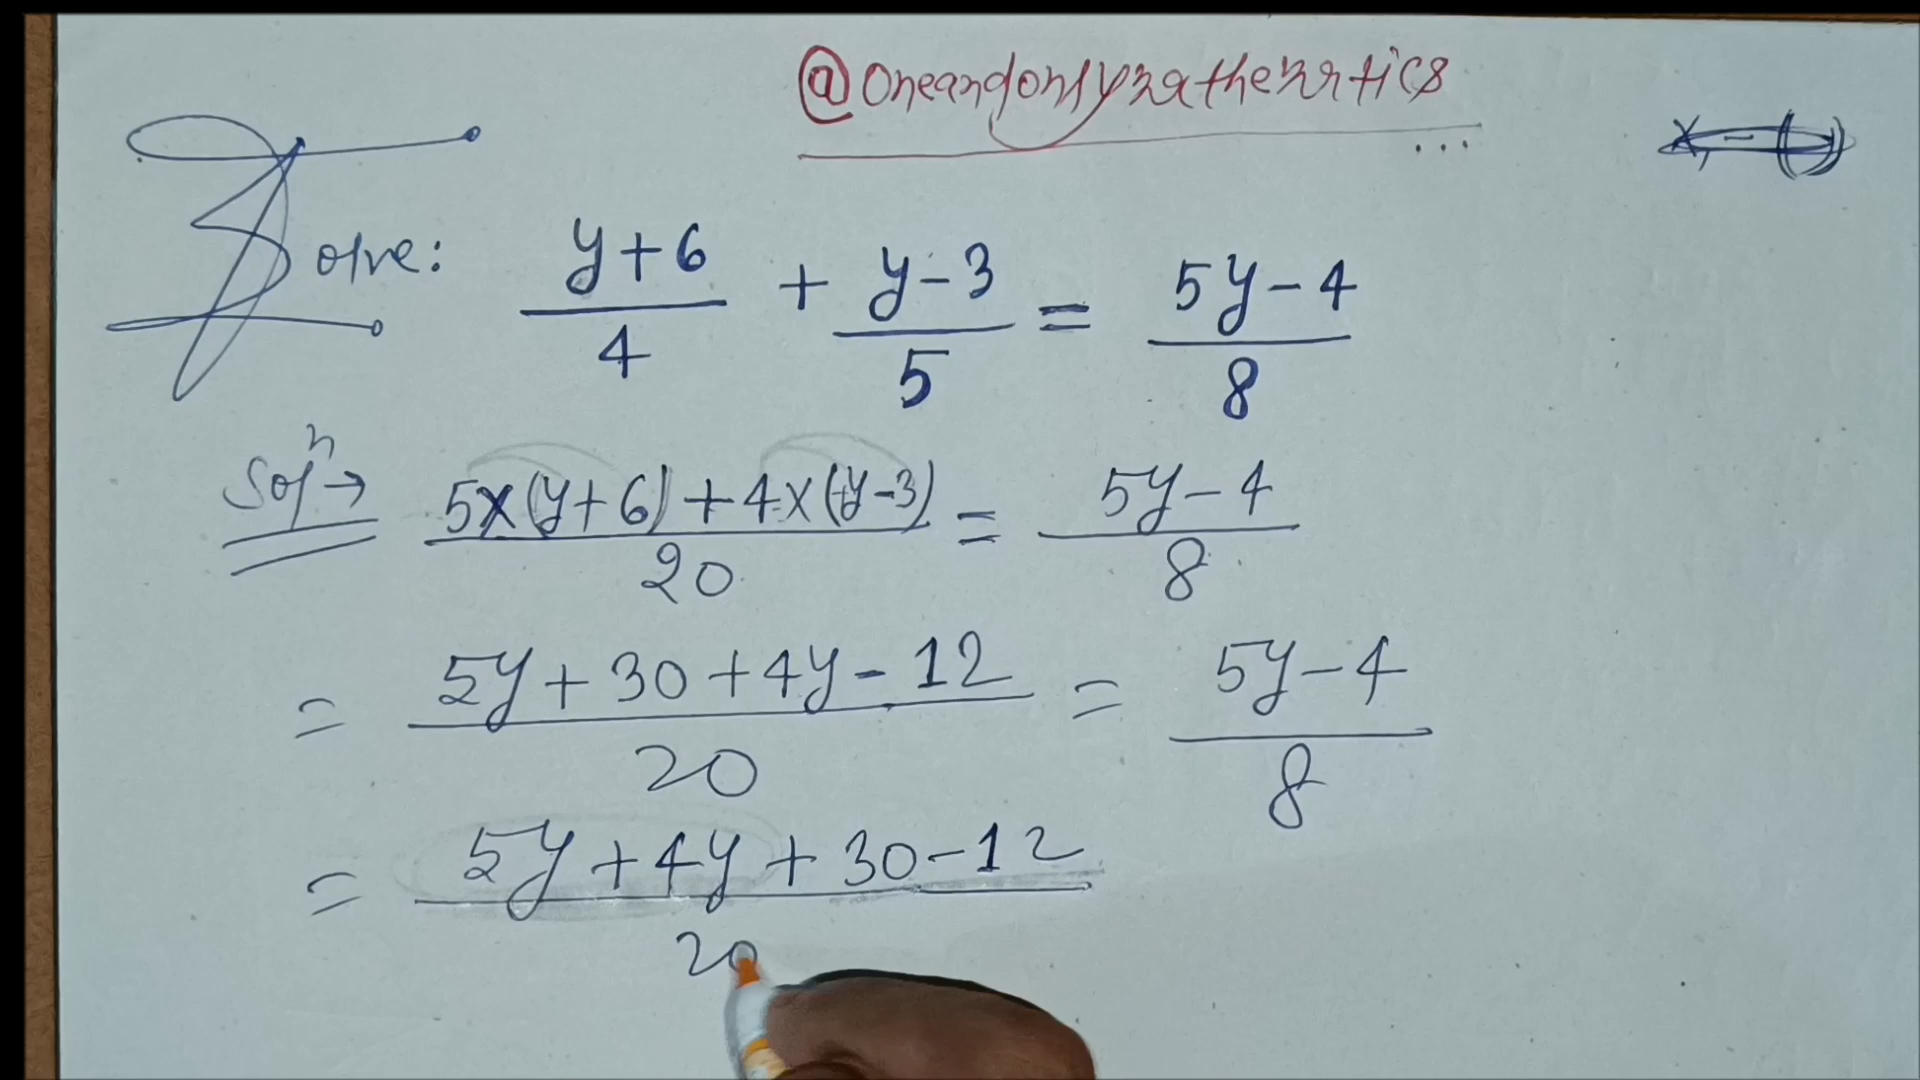 @Oneandonlymathematics
...
Solve: y+6/4 + y-3/5 = 5y-4/8
Solⁿ→ 5×(y+6)+4×(y-3)/20 = 5y-4/8
= 5y+30+4y-12/20 = 5y-4/8
= 5y+4y+30-12/20